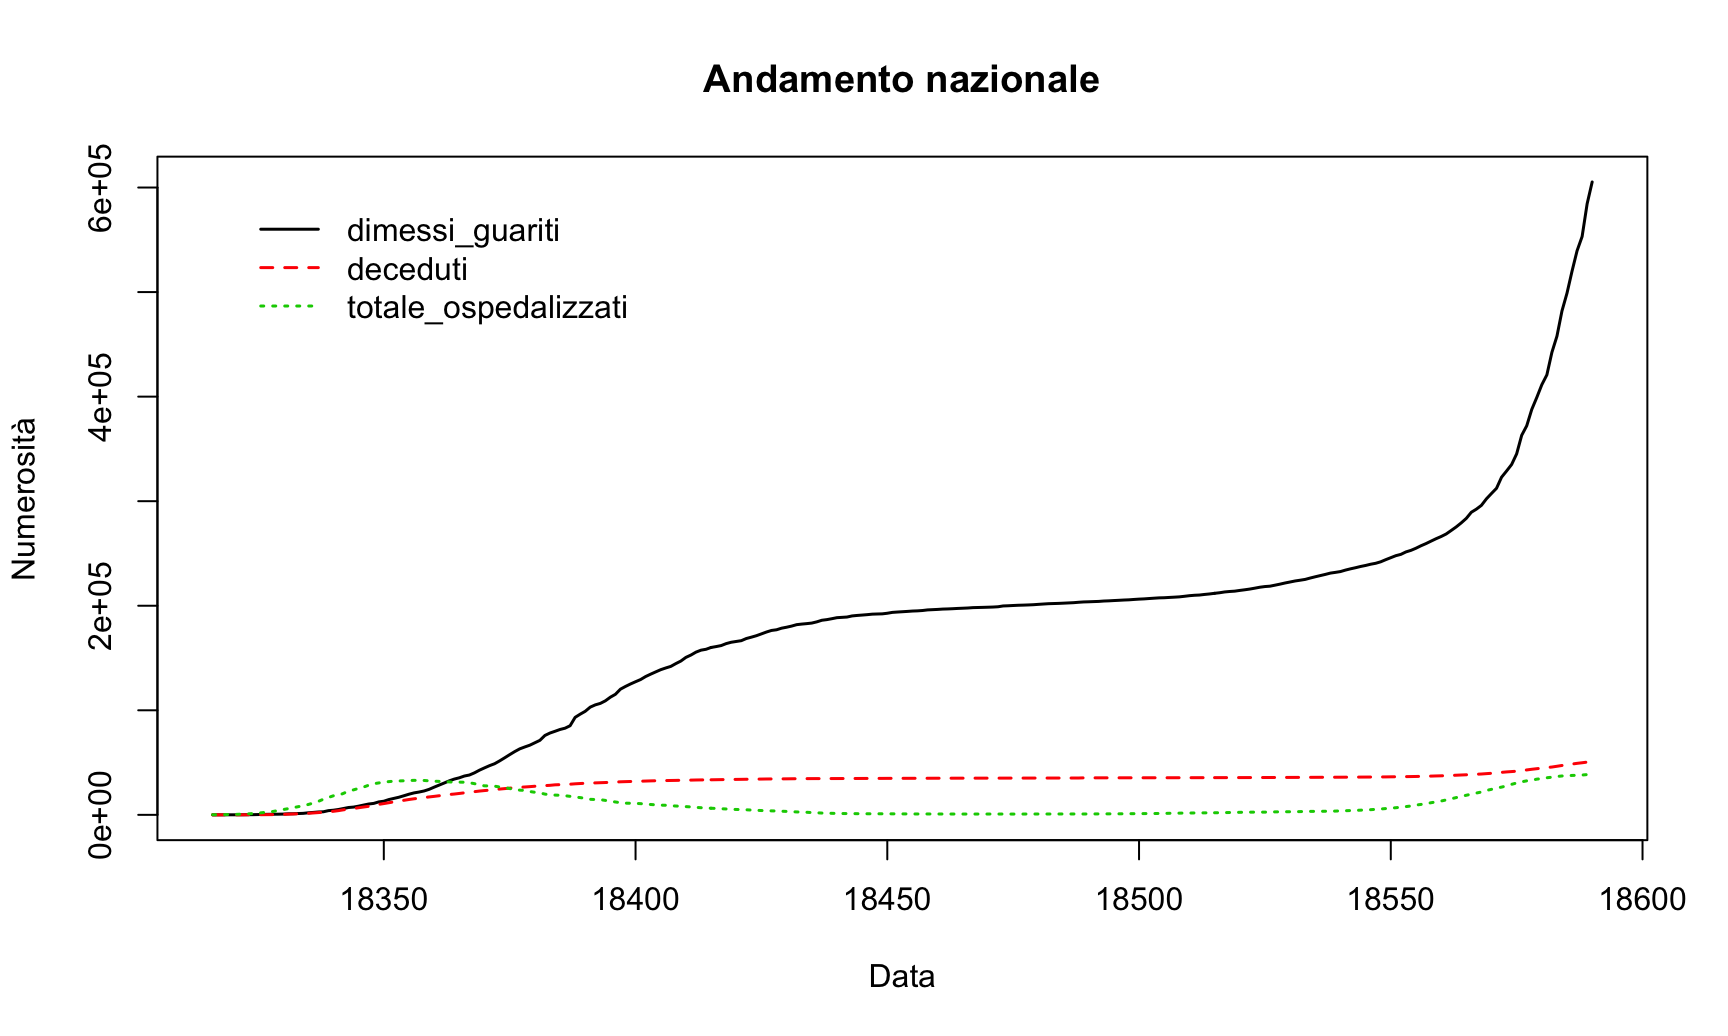 Andamento nazionale
6e+05
4e+05
2e+05
0e+00
Numerosità
dimessi_guariti
deceduti
totale_ospedalizzati
18350
18400
18450
18500
18550
18600
Data